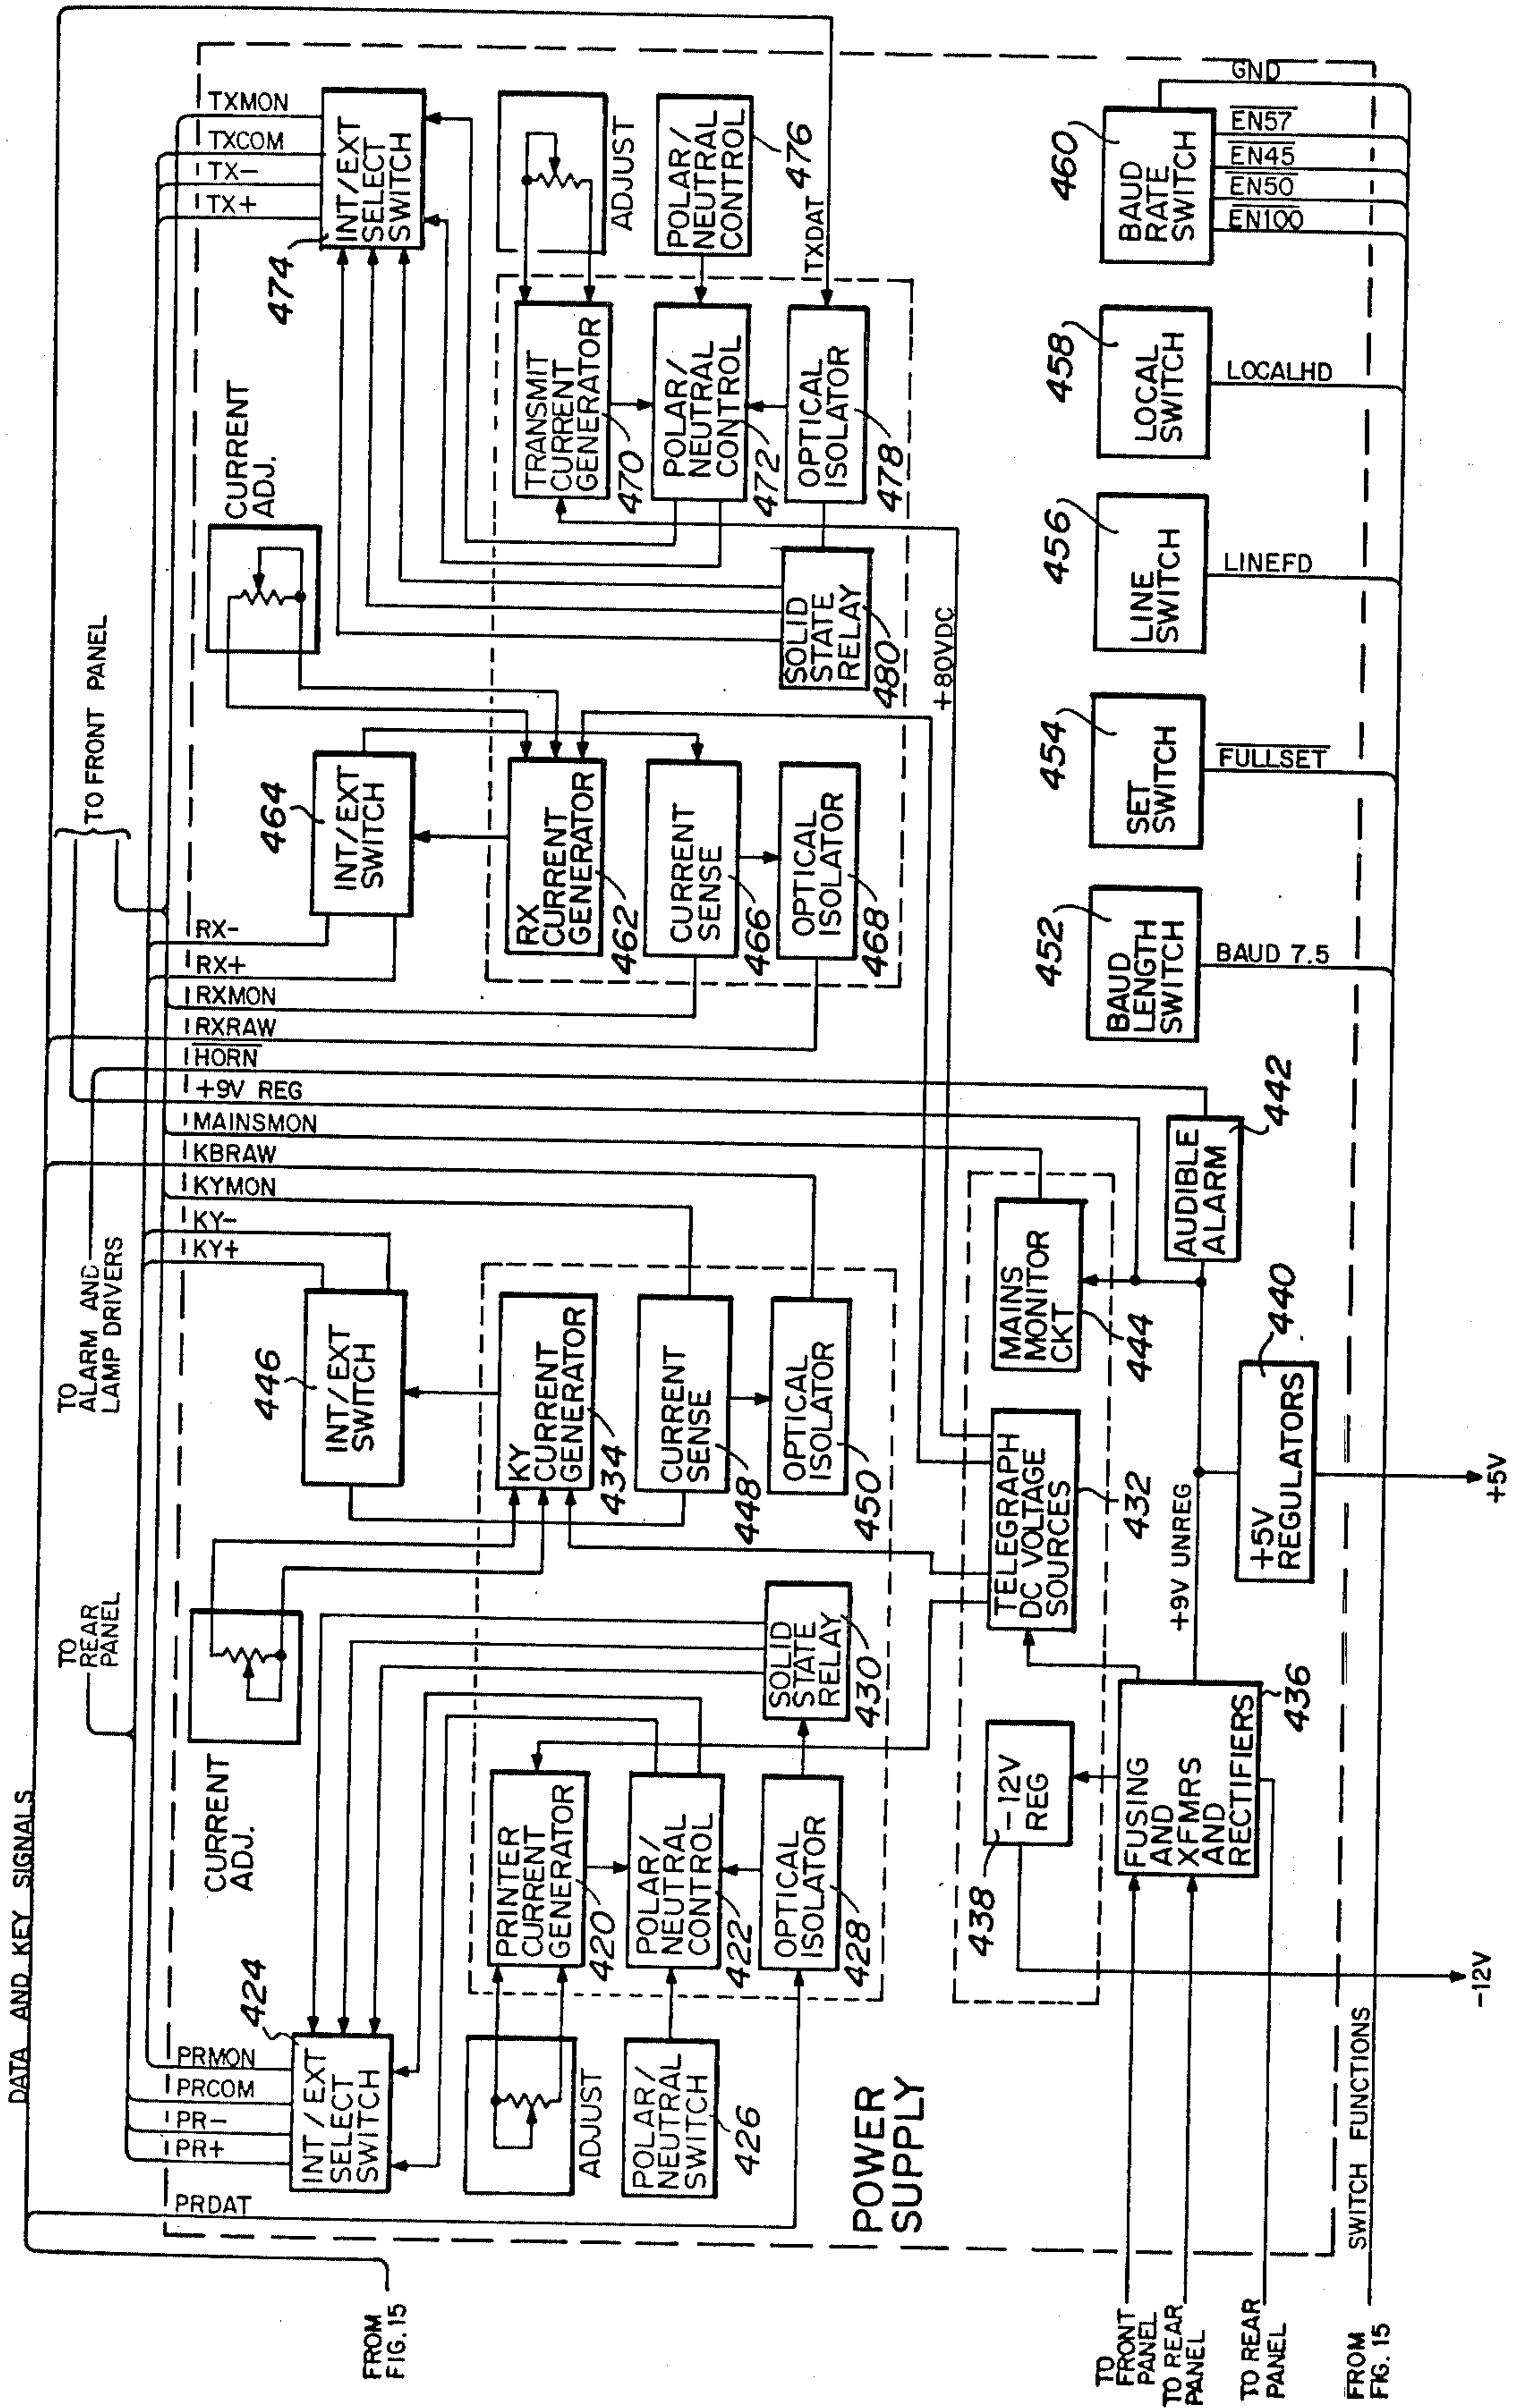 DATA AND KEY SIGNALS
FROM
FIG. 15
TO
REAR
PANEL
TO
ALARM AND
LAMP DRIVERS
TO FRONT PANEL
PRDAT
PR+
PR-
PRCOM
PRMON
KY+
KY-
KYMON
KBRAW
MAINSMON
+9V REG
HORN
RXRAW
RXMON
RX+
RX-
TX+
TX-
TXCOM
TXMON
424
INT/EXT
SELECT
SWITCH
CURRENT
ADJ.
446
INT/EXT
SWITCH
464
INT/EXT
SWITCH
CURRENT
ADJ.
474
INT/EXT
SELECT
SWITCH
ADJUST
PRINTER
CURRENT
GENERATOR
420
KY
CURRENT
GENERATOR
434
RX
CURRENT
GENERATOR
462
TRANSMIT
CURRENT
GENERATOR
470
ADJUST
POLAR/
NEUTRAL
SWITCH
426
POLAR/
NEUTRAL
CONTROL
422
CURRENT
SENSE
448
CURRENT
SENSE
466
POLAR/
NEUTRAL
CONTROL
472
POLAR/
NEUTRAL
CONTROL
476
OPTICAL
ISOLATOR
428
SOLID
STATE
RELAY
430
OPTICAL
ISOLATOR
450
OPTICAL
ISOLATOR
468
SOLID
STATE
RELAY
480
OPTICAL
ISOLATOR
478
TXDAT
POWER
SUPPLY
+80VDC
438
-12V
REG
TELEGRAPH
DC VOLTAGE
SOURCES
432
MAINS
MONITOR
CKT
444
FUSING
AND
XFMRS
AND
RECTIFIERS
436
+9V UNREG
AUDIBLE
ALARM
442
+5V
REGULATORS
440
452
BAUD
LENGTH
SWITCH
BAUD 7.5
454
SET
SWITCH
FULLSET
456
LINE
SWITCH
LINEFD
458
LOCAL
SWITCH
LOCALHD
460
BAUD
RATE
SWITCH
EN100
EN50
EN45
EN57
GND
TO
FRONT
PANEL
TO REAR
PANEL
TO REAR
PANEL
FROM
FIG. 15
SWITCH FUNCTIONS
-12V
+5V